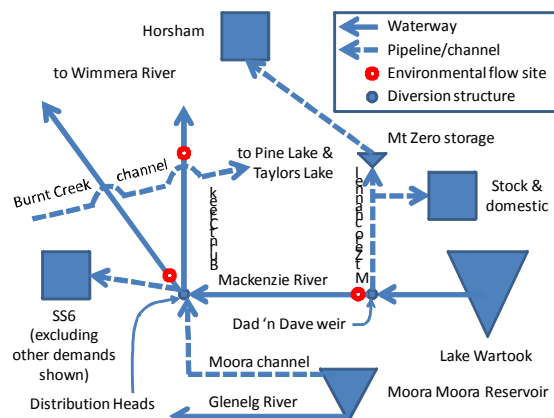 Horsham
Waterway
Pipeline/channel
Environmental flow site
Diversion structure
to Wimmera River
Mt Zero storage
to Pine Lake &
Taylors Lake
Burnt Creek channel
Burnt Creek
Mt Zero channel
Stock &
domestic
Mackenzie River
SS6
(excluding
other demands
shown)
Dad 'n Dave weir
Lake Wartook
Moora channel
Distribution Heads
Glenelg River
Moora Moora Reservoir